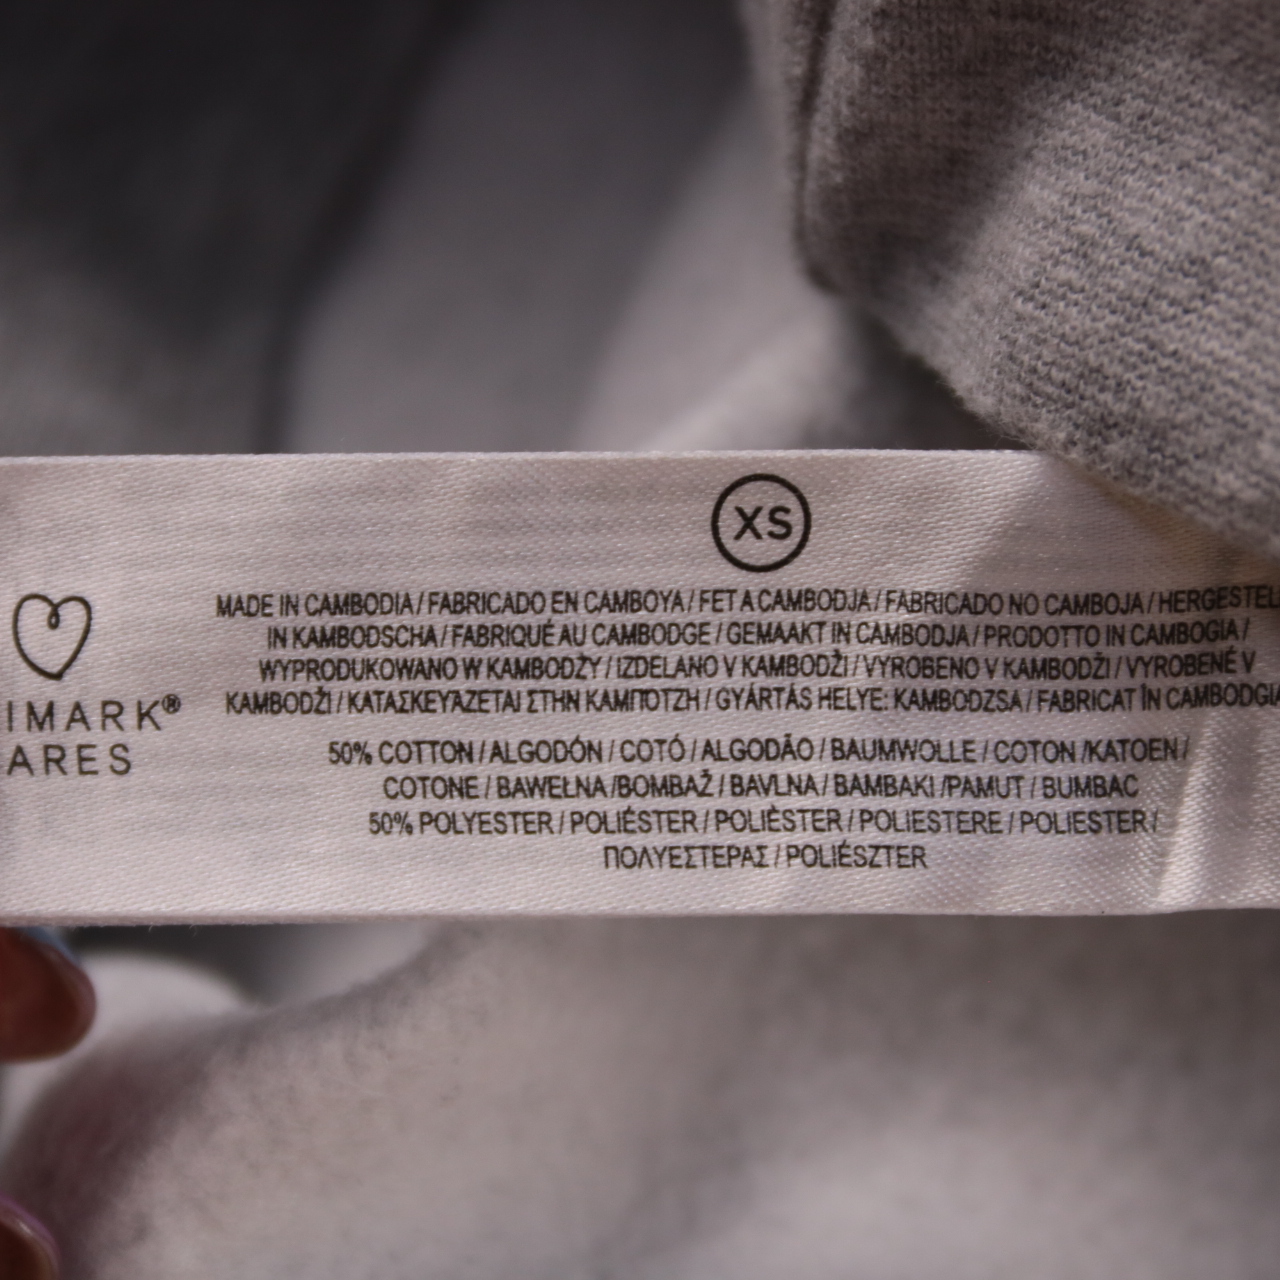 XS
MADE IN CAMBODIA / FABRICADO EN CAMBOYA / FET A CAMBODJA / FABRICADO NO CAMBOJA / HERGESTEL
IN KAMBODSCHA / FABRIQUÉ AU CAMBODGE / GEMAAKT IN CAMBODJA / PRODOTTO IN CAMBOGIA /
WYPRODUKOWANO W KAMBODŻY / IZDELANO V KAMBODŽI / VYROBENO V KAMBODŽI / VYROBENÉ V
KAMBODŽI / ΚΑΤΑΣΚΕΥΆΖΕΤΑΙ ΣΤΗΝ ΚΑΜΠΟΤΖΗ / GYÁRTÁS HELYE: KAMBODZSA / FABRICAT ÎN CAMBODGIA
IMARK®
ARES
50% COTTON / ALGODÓN / COTÓ / ALGODÃO / BAUMWOLLE / COTON /KATOEN /
COTONE / BAWEŁNA /BOMBAŽ / BAVLNA / BAMBAKI /PAMUT / BUMBAC
50% POLYESTER / POLIÉSTER / POLIÈSTER / POLIESTERE / POLIESTER /
ΠΟΛΥΕΣΤΕΡΑΣ / POLIÉSZTER